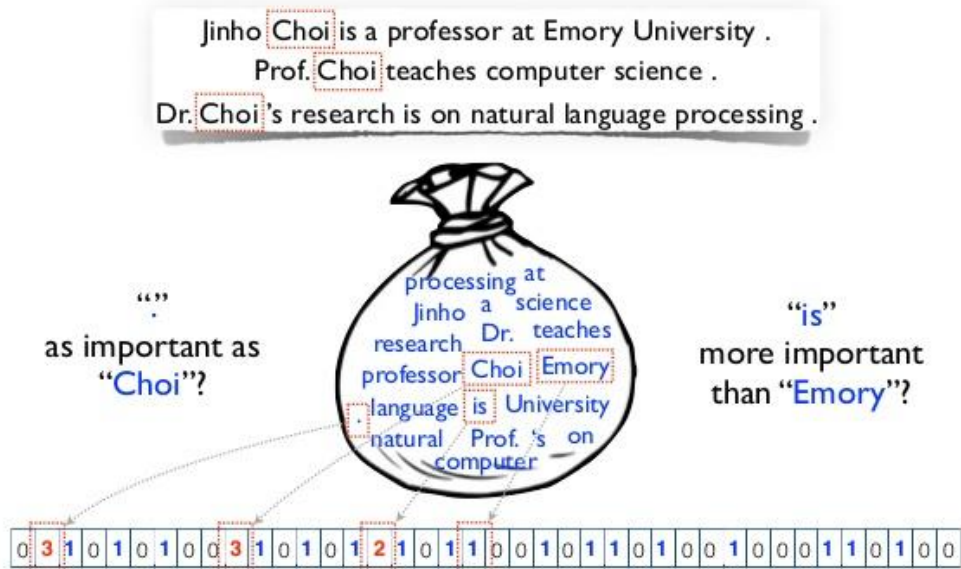 Jinho Choi is a professor at Emory University .
Prof. Choi teaches computer science .
Dr. Choi 's research is on natural language processing .
processing at
Jinho a science
research Dr. teaches
professor Choi Emory
. language is University
natural Prof. 's on
computer
“.”
as important as
“Choi”?
“is”
more important
than “Emory”?
0 3 1 0 1 0 1 0 0 3 1 0 1 0 1 2 1 0 1 1 0 0 1 0 1 1 0 1 0 0 1 0 0 0 1 1 0 1 0 0